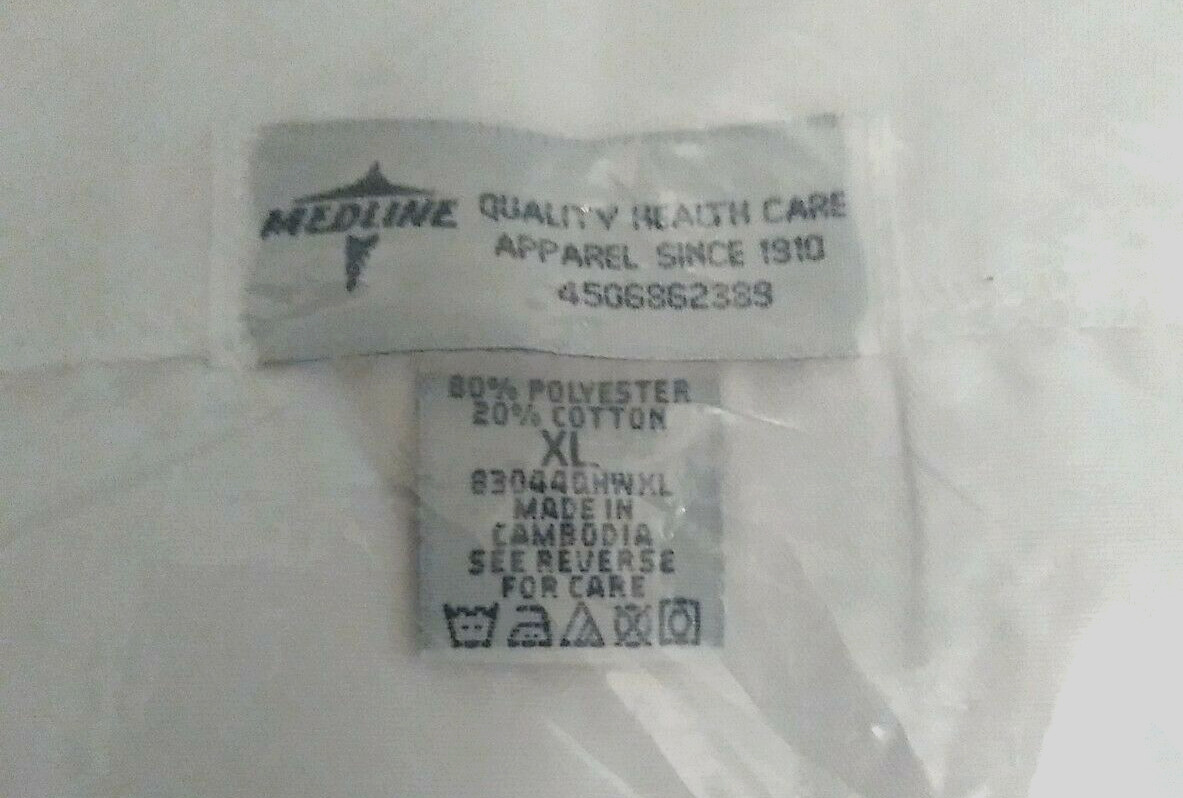 MEDLINE
QUALITY HEALTH CARE
APPAREL SINCE 1910
4506862389
80% POLYESTER
20% COTTON
XL
83044QHWXL
MADE IN
CAMBODIA
SEE REVERSE
FOR CARE